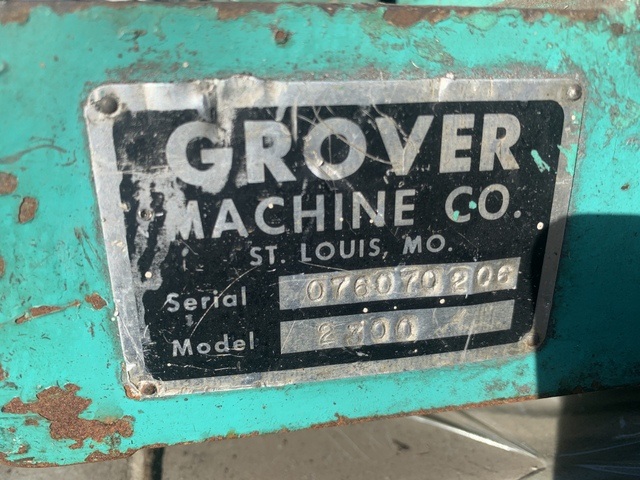 GROVER
MACHINE CO.
ST. LOUIS, MO.
Serial 076070206
Model 2300